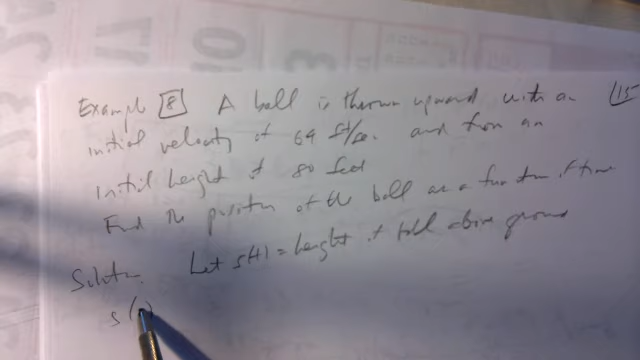 Example 8 A ball is thrown upward with an (15
initial velocity of 64 ft/sec. and from an
Initial height of 80 feet
Find the position of the ball as a function of time
Solution. Let s(t) = height of ball above ground
s(